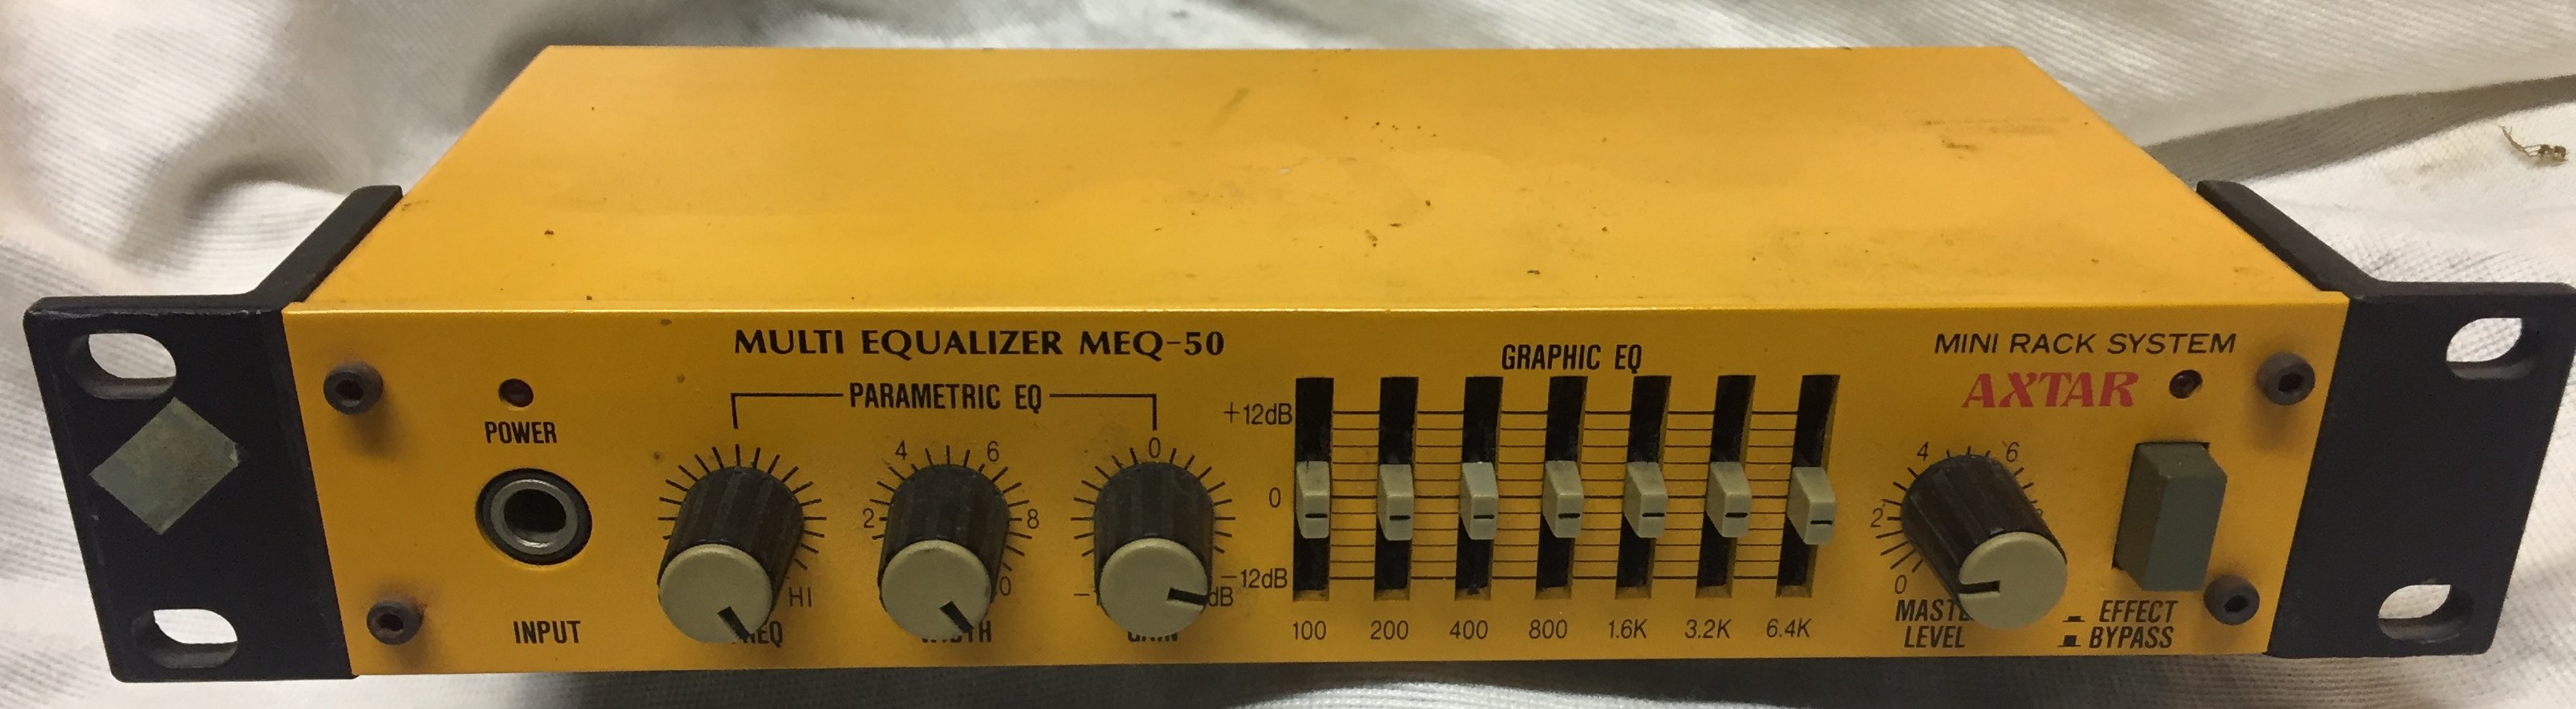 MULTI EQUALIZER MEQ-50
MINI RACK SYSTEM
AXTAR
POWER
INPUT
PARAMETRIC EQ
HI
4 6
2 8
WIDTH
0
dB
GRAPHIC EQ
+12dB
0
-12dB
100 200 400 800 1.6K 3.2K 6.4K
4 6
2
0
LEVEL
EFFECT
BYPASS